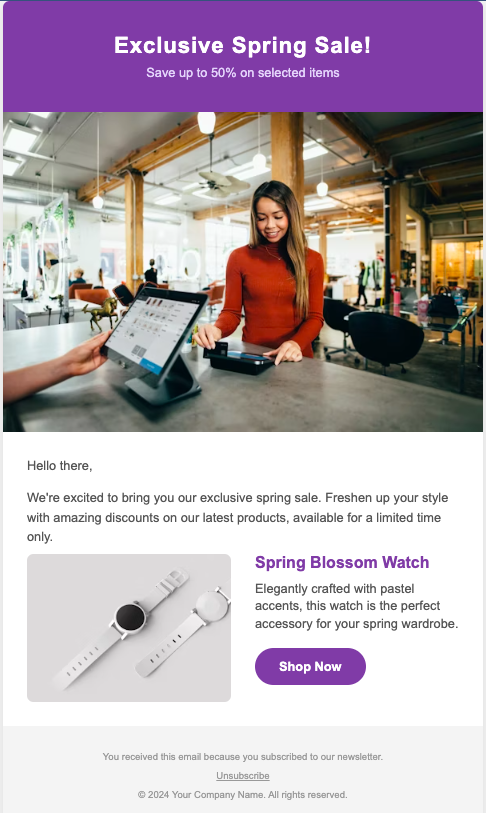 Exclusive Spring Sale!
Save up to 50% on selected items
Hello there,
We're excited to bring you our exclusive spring sale. Freshen up your style
with amazing discounts on our latest products, available for a limited time
only.
Spring Blossom Watch
Elegantly crafted with pastel
accents, this watch is the perfect
accessory for your spring wardrobe.
Shop Now
You received this email because you subscribed to our newsletter.
Unsubscribe
© 2024 Your Company Name. All rights reserved.